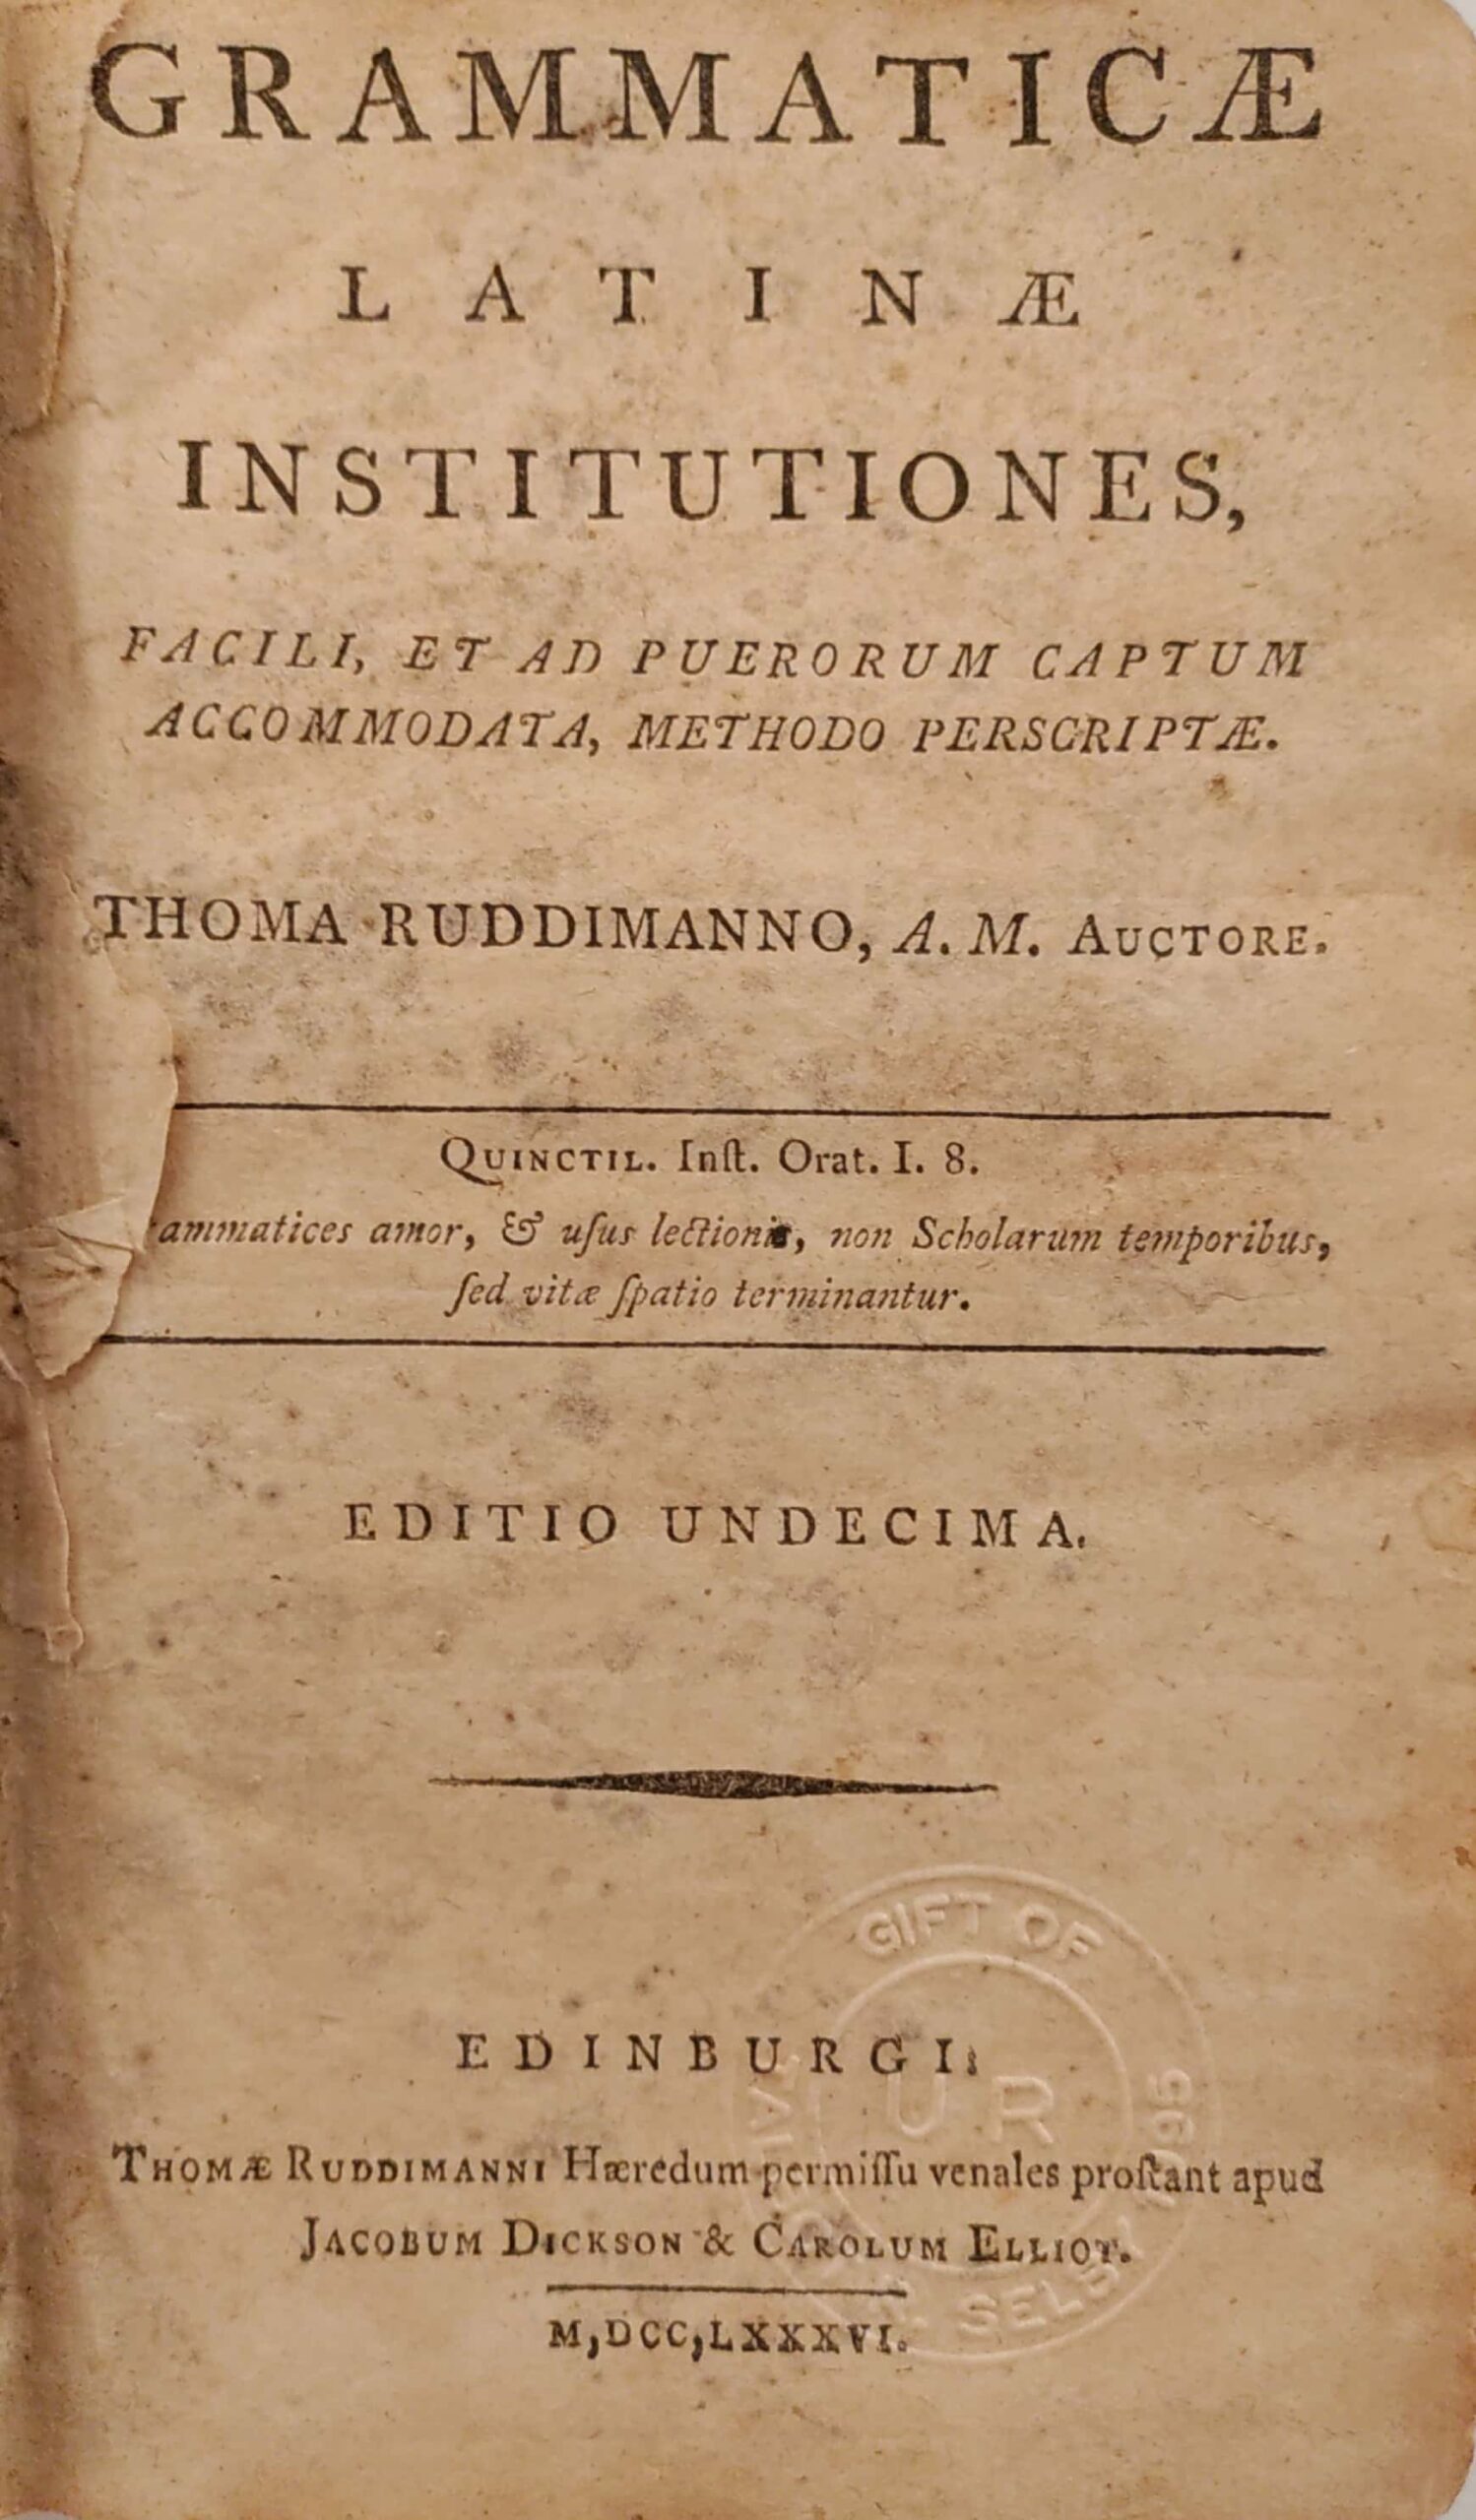 GRAMMATICÆ
LATINÆ
INSTITUTIONES,
FACILI, ET AD PUERORUM CAPTUM
ACCOMMODATA, METHODO PERSCRIPTÆ.
THOMA RUDDIMANNO, A. M. AUCTORE.
QUINCTIL. Inſt. Orat. I. 8.
ammatices amor, & uſus lectionis, non Scholarum temporibus,
ſed vitæ ſpatio terminantur.
EDITIO UNDECIMA.
EDINBURGI:
THOMÆ RUDDIMANNI Hæredum permiſſu venales proſtant apud
JACOBUM DICKSON & CAROLUM ELLIOT.
M,DCC,LXXXVI.
GIFT OF
UR